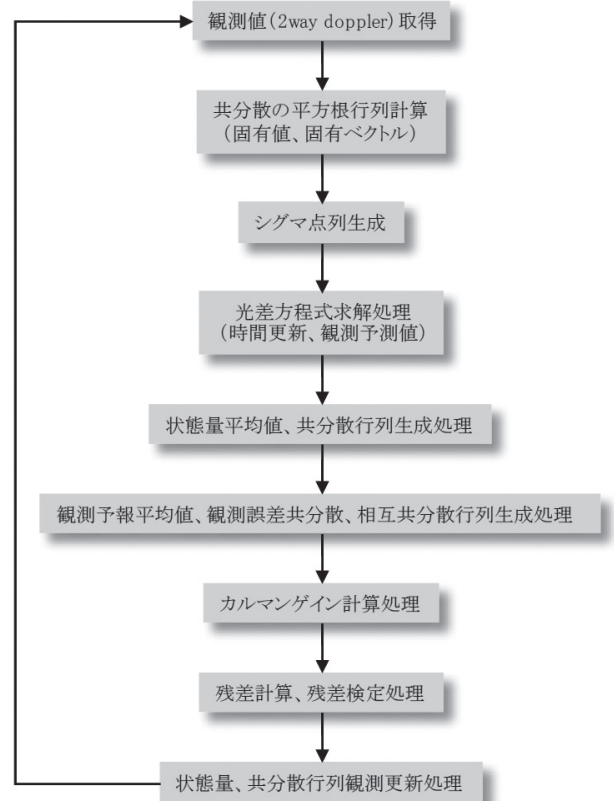 観測値(2way doppler)取得
共分散の平方根行列計算
(固有値、固有ベクトル)
シグマ点列生成
光差方程式求解処理
(時間更新、観測予測値)
状態量平均値、共分散行列生成処理
観測予報平均値、観測誤差共分散、相互共分散行列生成処理
カルマンゲイン計算処理
残差計算、残差検定処理
状態量、共分散行列観測更新処理